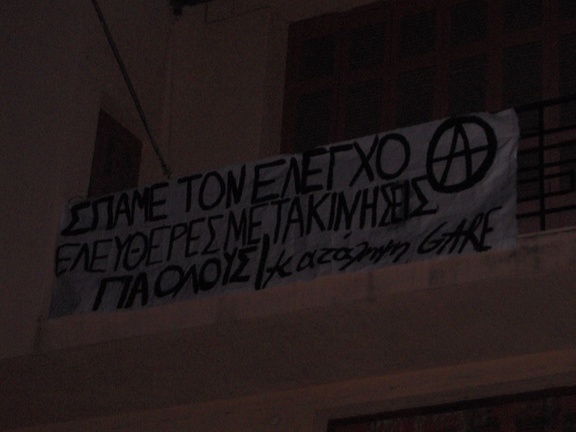 ΣΠΑΜΕ ΤΟΝ ΕΛΕΓΧΟ Ⓐ
ΕΛΕΥΘΕΡΕΣ ΜΕΤΑΚΙΝΗΣΕΙΣ
ΓΙΑ ΟΛΟΥΣ | κατάληψη GARE